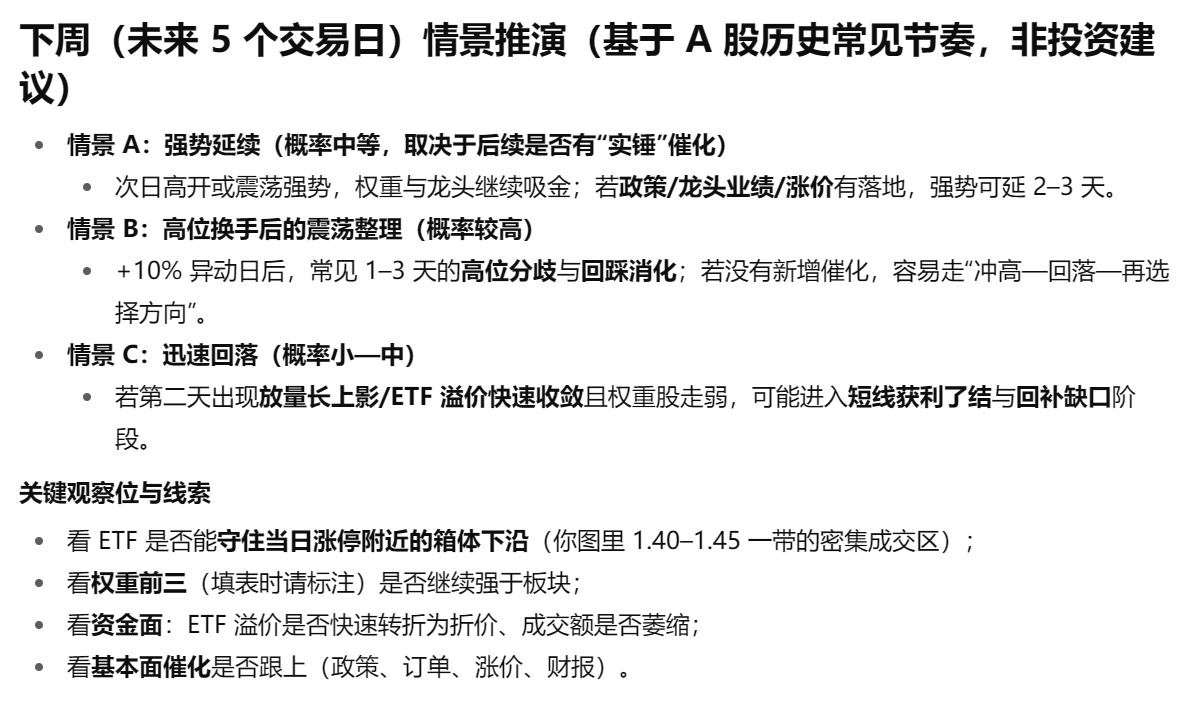 下周（未来 5 个交易日）情景推演（基于 A 股历史常见节奏，非投资建
议）
情景 A：强势延续（概率中等，取决于后续是否有“实锤”催化）
次日高开或震荡强势，权重与龙头继续吸金；若政策/龙头业绩/涨价有落地，强势可延 2–3 天。
情景 B：高位换手后的震荡整理（概率较高）
+10% 异动日后，常见 1–3 天的高位分歧与回踩消化；若没有新增催化，容易走“冲高—回落—再选
择方向”。
情景 C：迅速回落（概率小—中）
若第二天出现放量长上影/ETF 溢价快速收敛且权重股走弱，可能进入短线获利了结与回补缺口阶
段。
关键观察位与线索
看 ETF 是否能守住当日涨停附近的箱体下沿（你图里 1.40–1.45 一带的密集成交区）；
看权重前三（填表时请标注）是否继续强于板块；
看资金面：ETF 溢价是否快速转折为折价、成交额是否萎缩；
看基本面催化是否跟上（政策、订单、涨价、财报）。